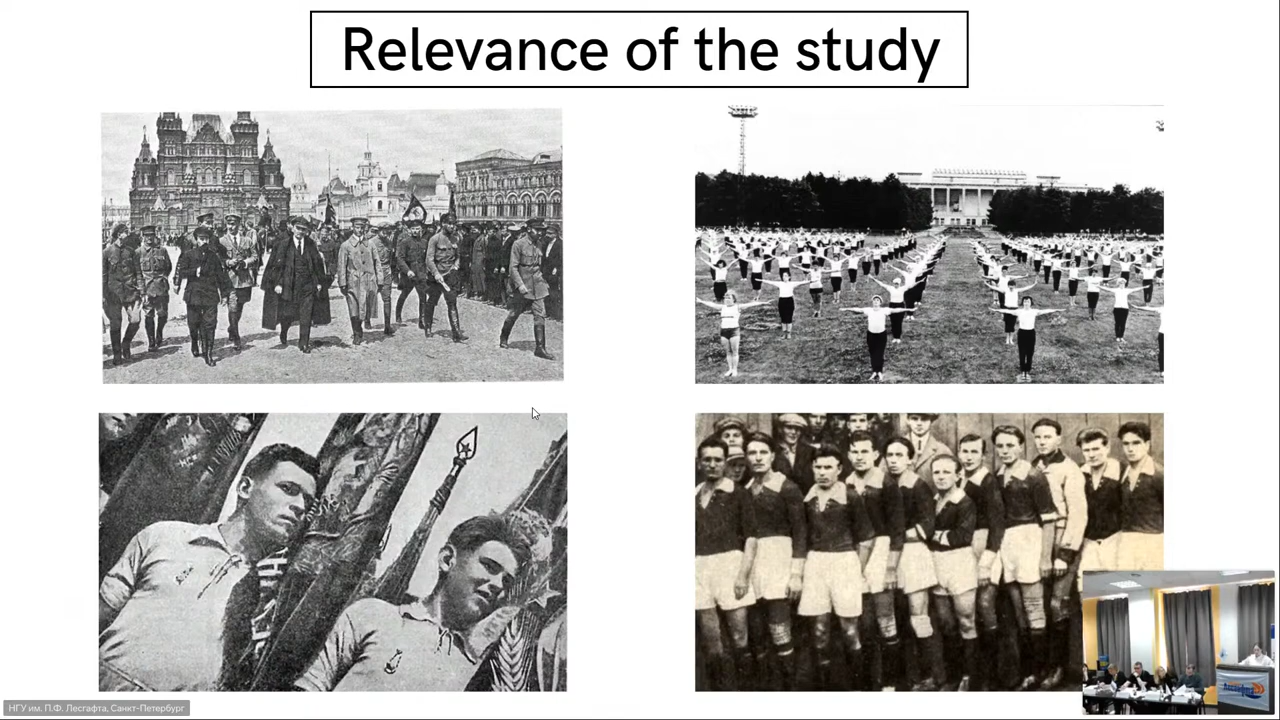 Relevance of the study
НГУ им. П.Ф. Лесгафта, Санкт-Петербург